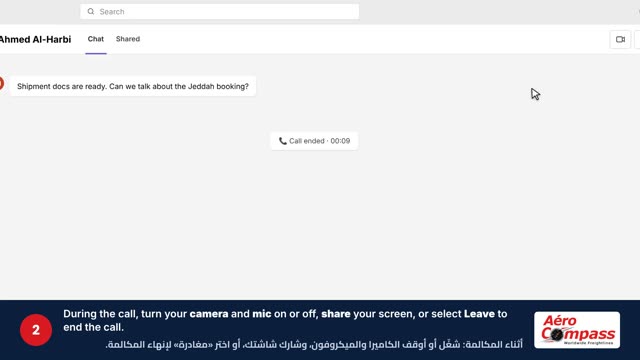 Search
Ahmed Al-Harbi Chat Shared
Shipment docs are ready. Can we talk about the Jeddah booking?
Call ended · 00:09
2
During the call, turn your camera and mic on or off, share your screen, or select Leave to
end the call.
أثناء المكالمة: شغّل أو أوقف الكاميرا والميكروفون، وشارك شاشتك، أو اختر «مغادرة» لإنهاء المكالمة.
Aéro
Compass
Worldwide Freightlines